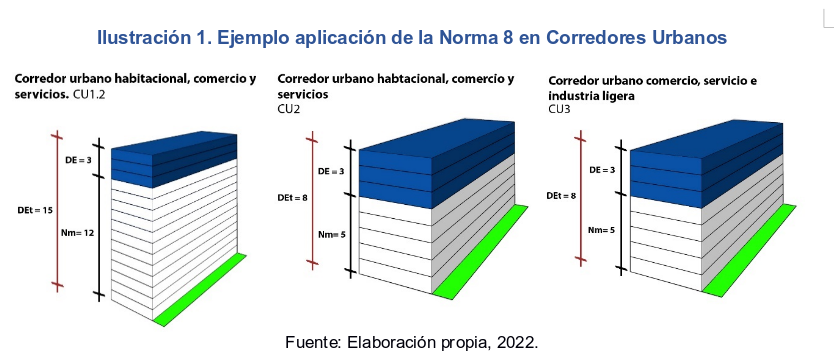 Ilustración 1. Ejemplo aplicación de la Norma 8 en Corredores Urbanos
Corredor urbano habitacional, comercio y
servicios. CU1.2
DE = 3
DEt = 15
Nm= 12
Corredor urbano habtacional, comercio y
servicios
CU2
DE = 3
DEt = 8
Nm= 5
Corredor urbano comercio, servicio e
industria ligera
CU3
DE = 3
DEt = 8
Nm= 5
Fuente: Elaboración propia, 2022.